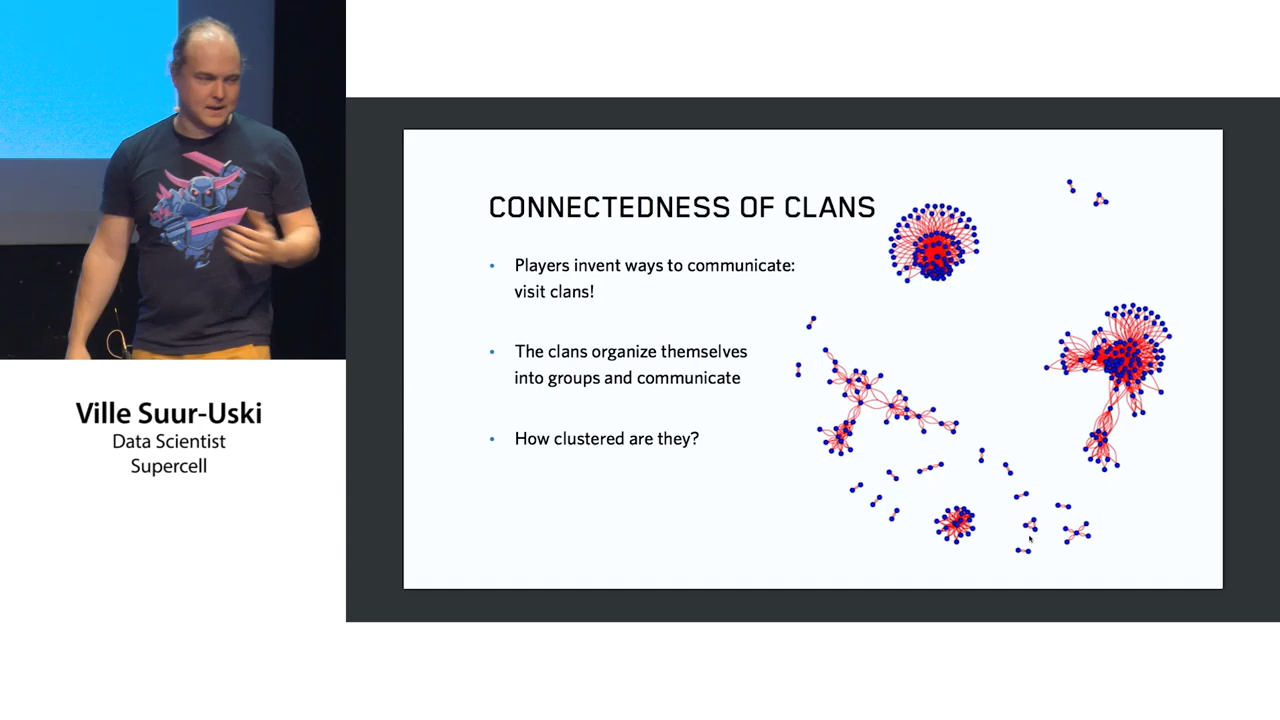 CONNECTEDNESS OF CLANS
• Players invent ways to communicate:
visit clans!
• The clans organize themselves
into groups and communicate
• How clustered are they?
Ville Suur-Uski
Data Scientist
Supercell